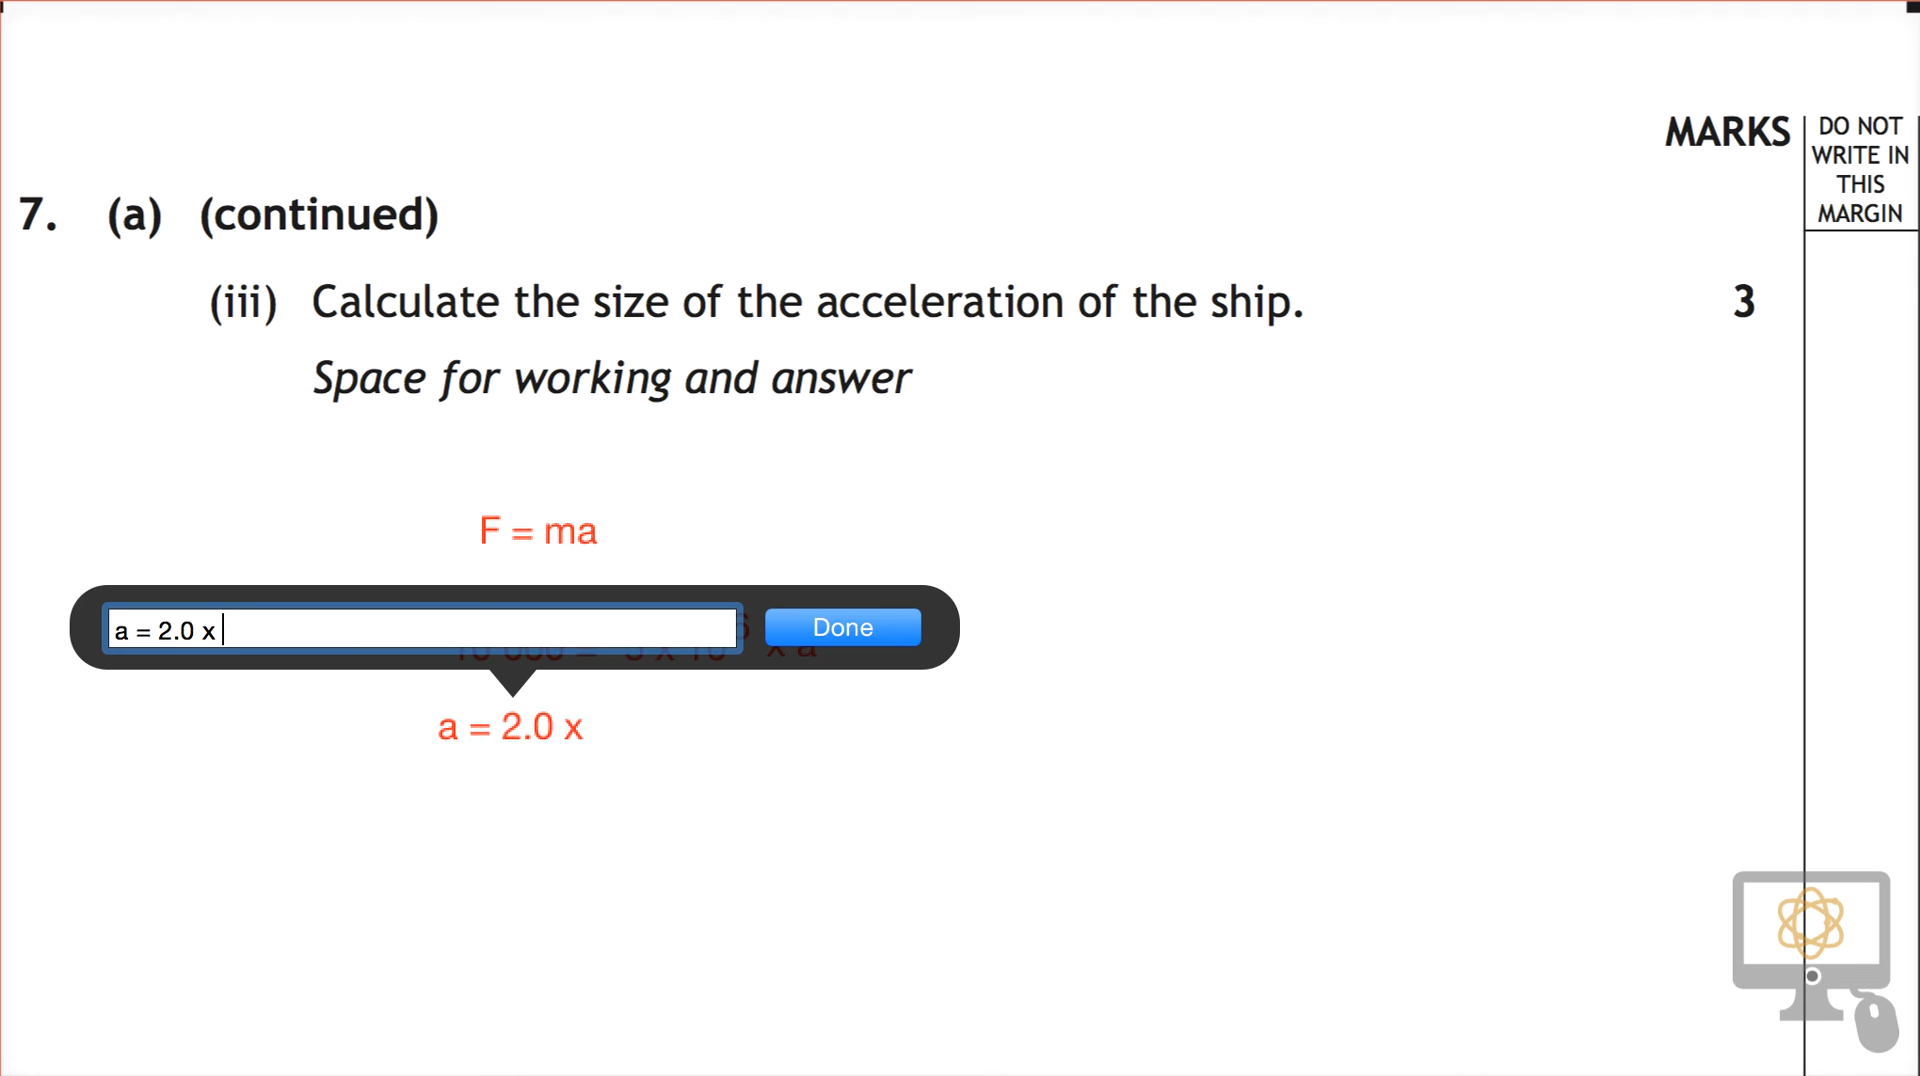 MARKS
DO NOT
WRITE IN
THIS
MARGIN
7. (a) (continued)
(iii) Calculate the size of the acceleration of the ship. 3
Space for working and answer
F = ma
a = 2.0 x
Done
x a
a = 2.0 x